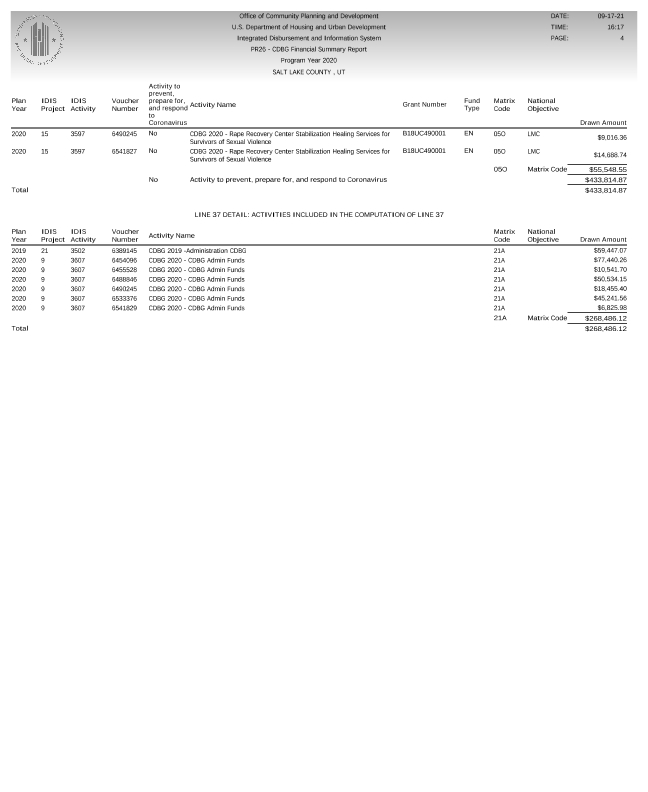 Office of Community Planning and Development DATE: 09-17-21
U.S. Department of Housing and Urban Development TIME: 16:17
Integrated Disbursement and Information System PAGE: 4
PR26 - CDBG Financial Summary Report
Program Year 2020
SALT LAKE COUNTY , UT
Plan Year IDIS Project IDIS Activity Voucher Number Activity to prevent, prepare for, and respond to Coronavirus Activity Name Grant Number Fund Type Matrix Code National Objective Drawn Amount
2020 15 3597 6490245 No CDBG 2020 - Rape Recovery Center Stabilization Healing Services for B18UC490001 EN 05O LMC $9,016.36
Survivors of Sexual Violence
2020 15 3597 6541827 No CDBG 2020 - Rape Recovery Center Stabilization Healing Services for B18UC490001 EN 05O LMC $14,688.74
Survivors of Sexual Violence
05O Matrix Code $55,548.55
No Activity to prevent, prepare for, and respond to Coronavirus $433,814.87
Total $433,814.87
LINE 37 DETAIL: ACTIVITIES INCLUDED IN THE COMPUTATION OF LINE 37
Plan Year IDIS Project IDIS Activity Voucher Number Activity Name Matrix Code National Objective Drawn Amount
2019 21 3502 6389145 CDBG 2019 -Administration CDBG 21A $59,447.07
2020 9 3607 6454096 CDBG 2020 - CDBG Admin Funds 21A $77,440.26
2020 9 3607 6455528 CDBG 2020 - CDBG Admin Funds 21A $10,541.70
2020 9 3607 6488846 CDBG 2020 - CDBG Admin Funds 21A $50,534.15
2020 9 3607 6490245 CDBG 2020 - CDBG Admin Funds 21A $18,455.40
2020 9 3607 6533376 CDBG 2020 - CDBG Admin Funds 21A $45,241.56
2020 9 3607 6541829 CDBG 2020 - CDBG Admin Funds 21A $6,825.98
21A Matrix Code $268,486.12
Total $268,486.12